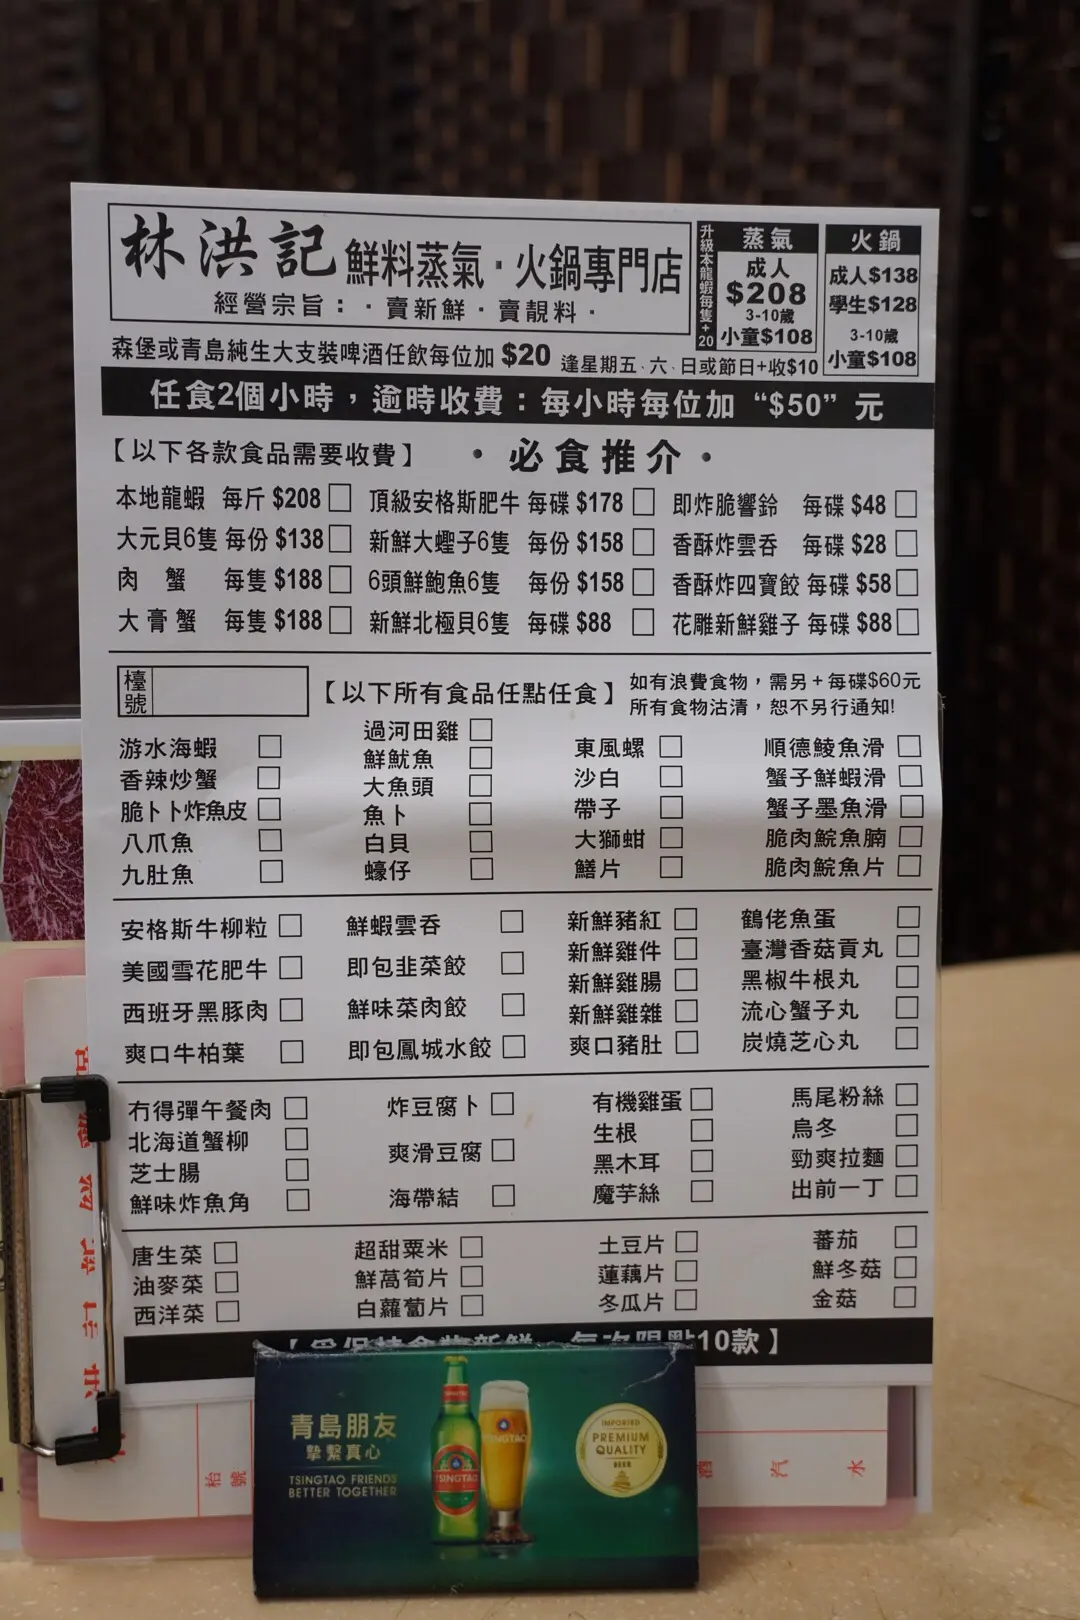 林洪記 鮮料蒸氣·火鍋專門店
經營宗旨：·賣新鮮·賣靚料·
升級本龍蝦每隻+20
蒸氣
成人
$208
3-10歲
小童$108
火鍋
成人$138
學生$128
3-10歲
小童$108
森堡或青島純生大支裝啤酒任飲每位加 $20 逢星期五、六、日或節日+收$10
任食2個小時，逾時收費：每小時每位加 “$50” 元
【以下各款食品需要收費】 ·必食推介·
本地龍蝦 每斤 $208 頂級安格斯肥牛 每碟 $178 即炸脆響鈴 每碟 $48
大元貝6隻 每份 $138 新鮮大蟶子6隻 每份 $158 香酥炸雲吞 每碟 $28
肉蟹 每隻 $188 6頭鮮鮑魚6隻 每份 $158 香酥炸四寶餃 每碟 $58
大膏蟹 每隻 $188 新鮮北極貝6隻 每碟 $88 花雕新鮮雞子 每碟 $88
檯號
【以下所有食品任點任食】
如有浪費食物，需另+每碟$60元
所有食物沽清，恕不另行通知!
游水海蝦
香辣炒蟹
脆卜卜炸魚皮
八爪魚
九肚魚
過河田雞
鮮魷魚
大魚頭
魚卜
白貝
蠔仔
東風螺
沙白
帶子
大獅蚶
鱔片
順德鯪魚滑
蟹子鮮蝦滑
蟹子墨魚滑
脆肉鯇魚腩
脆肉鯇魚片
安格斯牛柳粒
美國雪花肥牛
西班牙黑豚肉
爽口牛柏葉
鮮蝦雲吞
即包韭菜餃
鮮味菜肉餃
即包鳳城水餃
新鮮豬紅
新鮮雞件
新鮮雞腸
新鮮雞雜
爽口豬肚
鶴佬魚蛋
臺灣香菇貢丸
黑椒牛根丸
流心蟹子丸
炭燒芝心丸
冇得彈午餐肉
北海道蟹柳
芝士腸
鮮味炸魚角
炸豆腐卜
爽滑豆腐
海帶結
有機雞蛋
生根
黑木耳
魔芋絲
馬尾粉絲
烏冬
勁爽拉麵
出前一丁
唐生菜
油麥菜
西洋菜
超甜粟米
鮮萵筍片
白蘿蔔片
土豆片
蓮藕片
冬瓜片
蕃茄
鮮冬菇
金菇
10款】
青島朋友
摯繫真心
TSINGTAO FRIENDS
BETTER TOGETHER
TSINGTAO
TSINGTAO
IMPORTED
PREMIUM
QUALITY
BEER
枱號
酒
汽
水